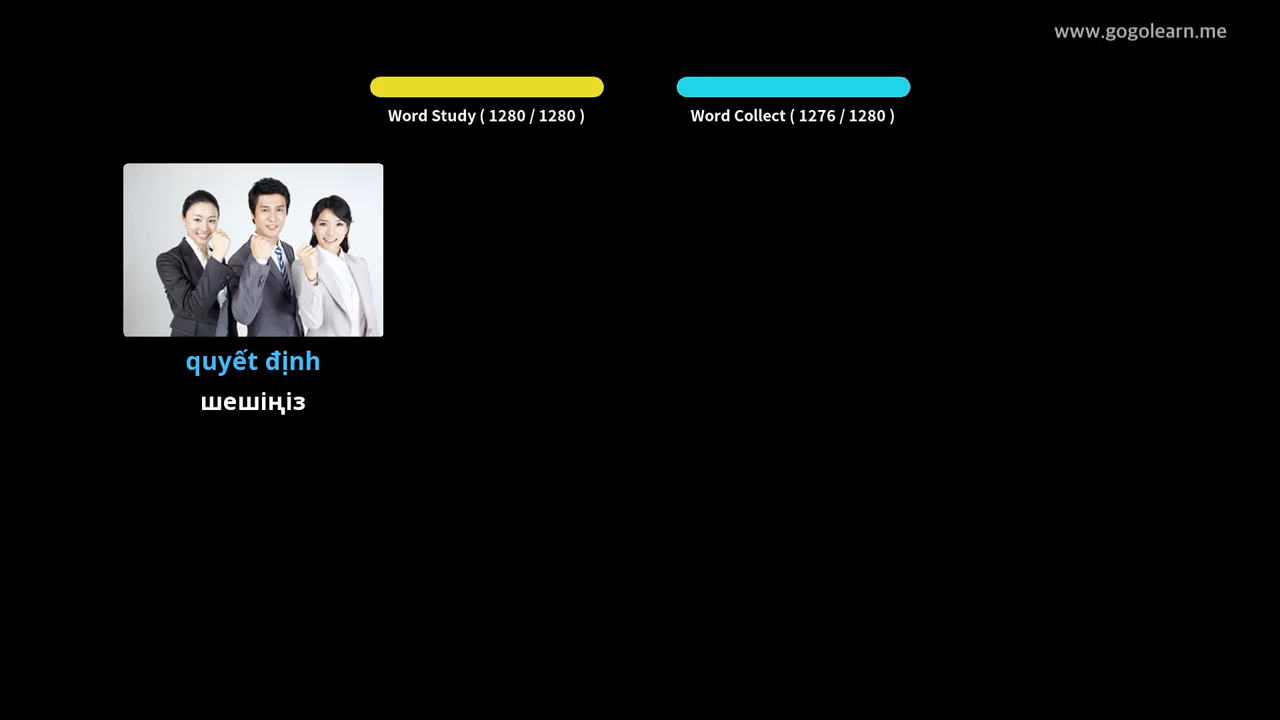 www.gogolearn.me
Word Study ( 1280 / 1280 )
Word Collect ( 1276 / 1280 )
quyết định
шешіңіз